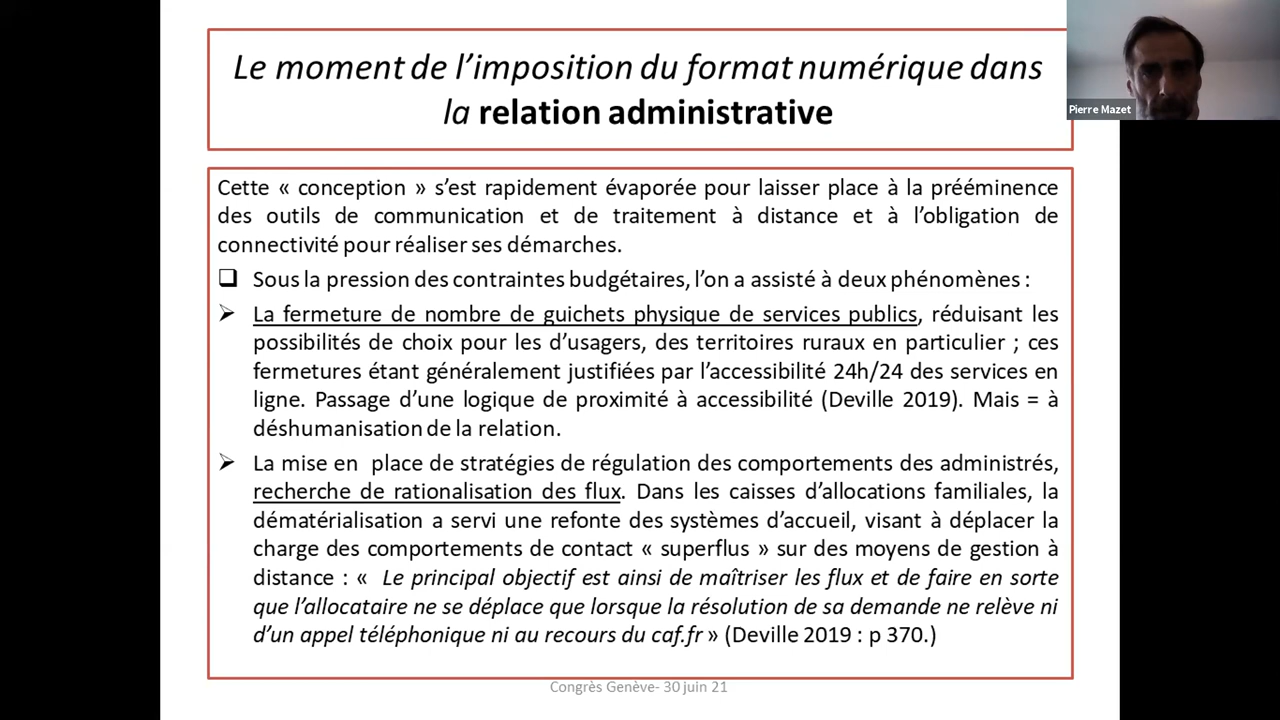 Le moment de l’imposition du format numérique dans
la relation administrative
Pierre Mazet
Cette « conception » s’est rapidement évaporée pour laisser place à la prééminence
des outils de communication et de traitement à distance et à l’obligation de
connectivité pour réaliser ses démarches.
❑ Sous la pression des contraintes budgétaires, l’on a assisté à deux phénomènes :
➢ La fermeture de nombre de guichets physique de services publics, réduisant les
possibilités de choix pour les d’usagers, des territoires ruraux en particulier ; ces
fermetures étant généralement justifiées par l’accessibilité 24h/24 des services en
ligne. Passage d’une logique de proximité à accessibilité (Deville 2019). Mais = à
déshumanisation de la relation.
➢ La mise en place de stratégies de régulation des comportements des administrés,
recherche de rationalisation des flux. Dans les caisses d’allocations familiales, la
dématérialisation a servi une refonte des systèmes d’accueil, visant à déplacer la
charge des comportements de contact « superflus » sur des moyens de gestion à
distance : « Le principal objectif est ainsi de maîtriser les flux et de faire en sorte
que l’allocataire ne se déplace que lorsque la résolution de sa demande ne relève ni
d’un appel téléphonique ni au recours du caf.fr » (Deville 2019 : p 370.)
Congrès Genève- 30 juin 21